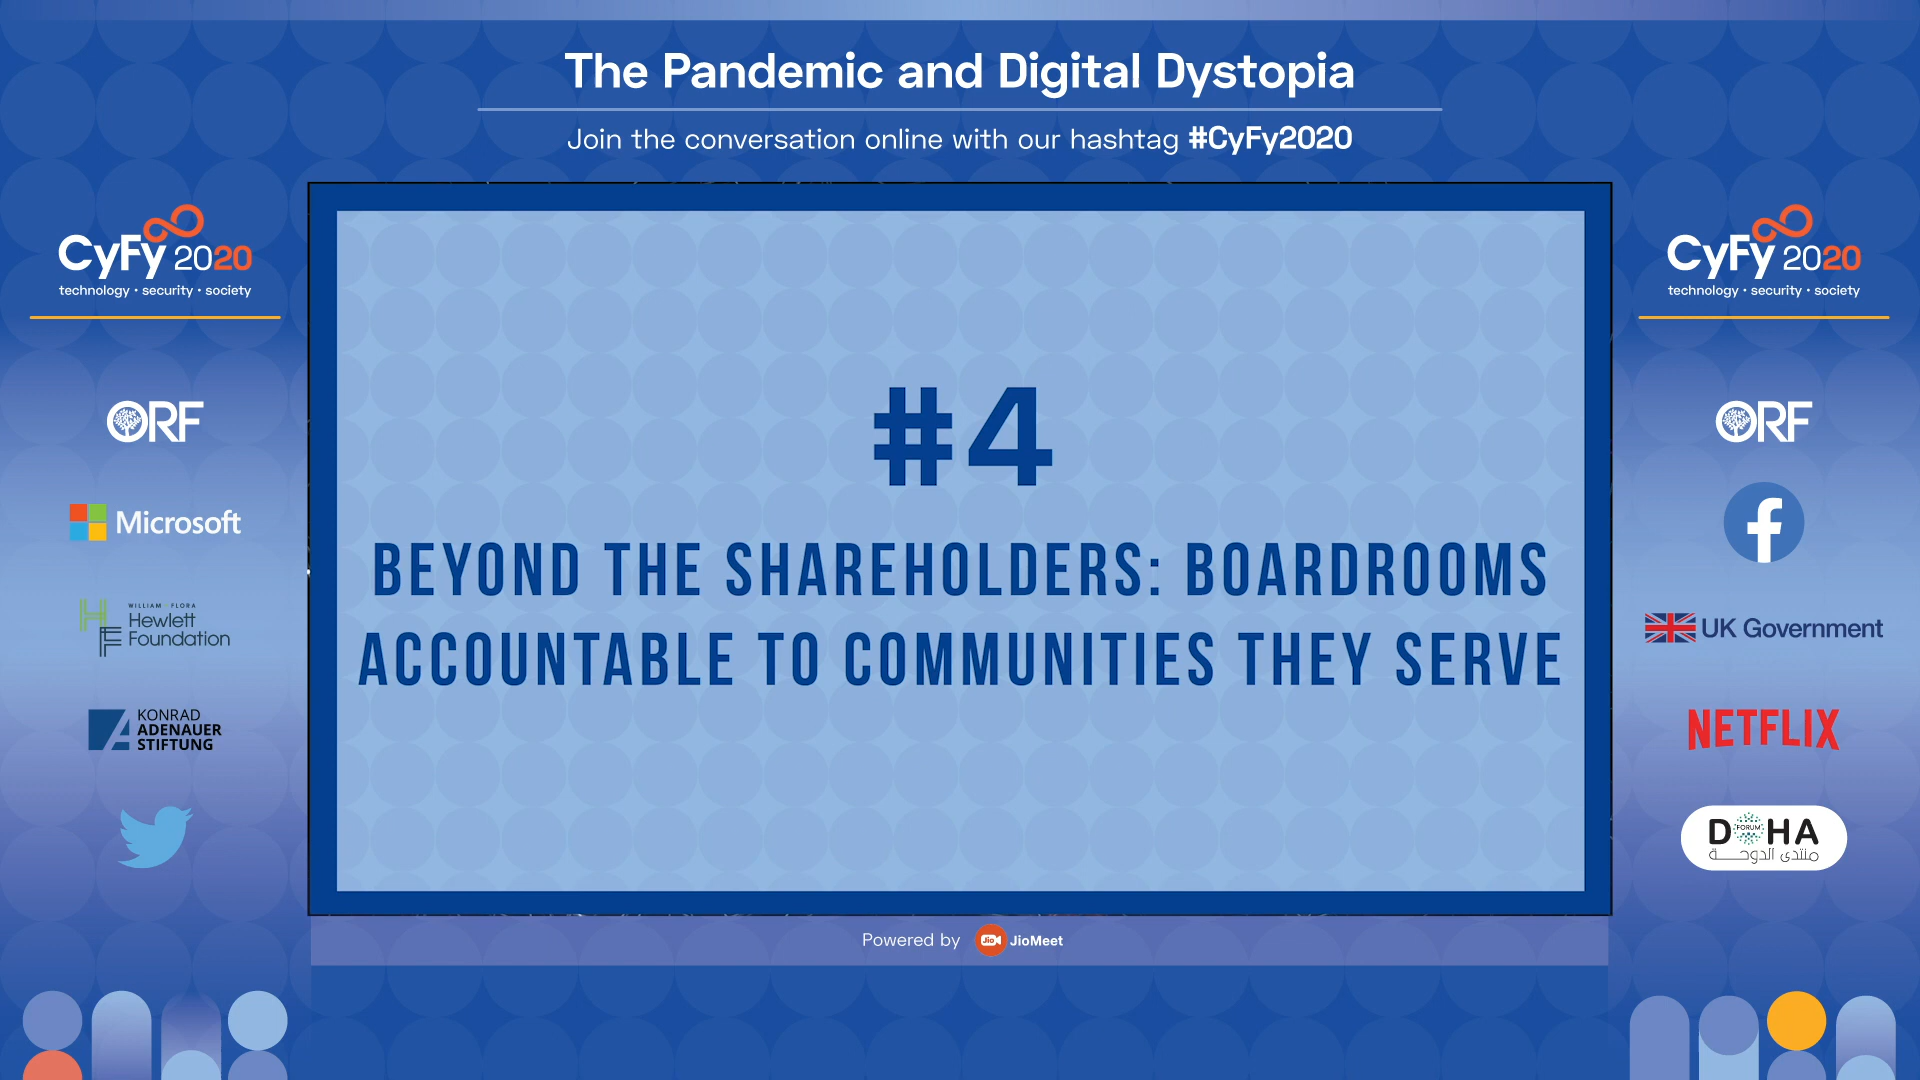 The Pandemic and Digital Dystopia
Join the conversation online with our hashtag #CyFy2020
CyFy 2020
technology • security • society
ORF
Microsoft
WILLIAM FLORA
Hewlett
Foundation
KONRAD
ADENAUER
STIFTUNG
#4
BEYOND THE SHAREHOLDERS: BOARDROOMS
ACCOUNTABLE TO COMMUNITIES THEY SERVE
CyFy 2020
technology • security • society
ORF
f
UK Government
NETFLIX
DOHA
FORUM
منتدى الدوحة
Powered by Jio JioMeet